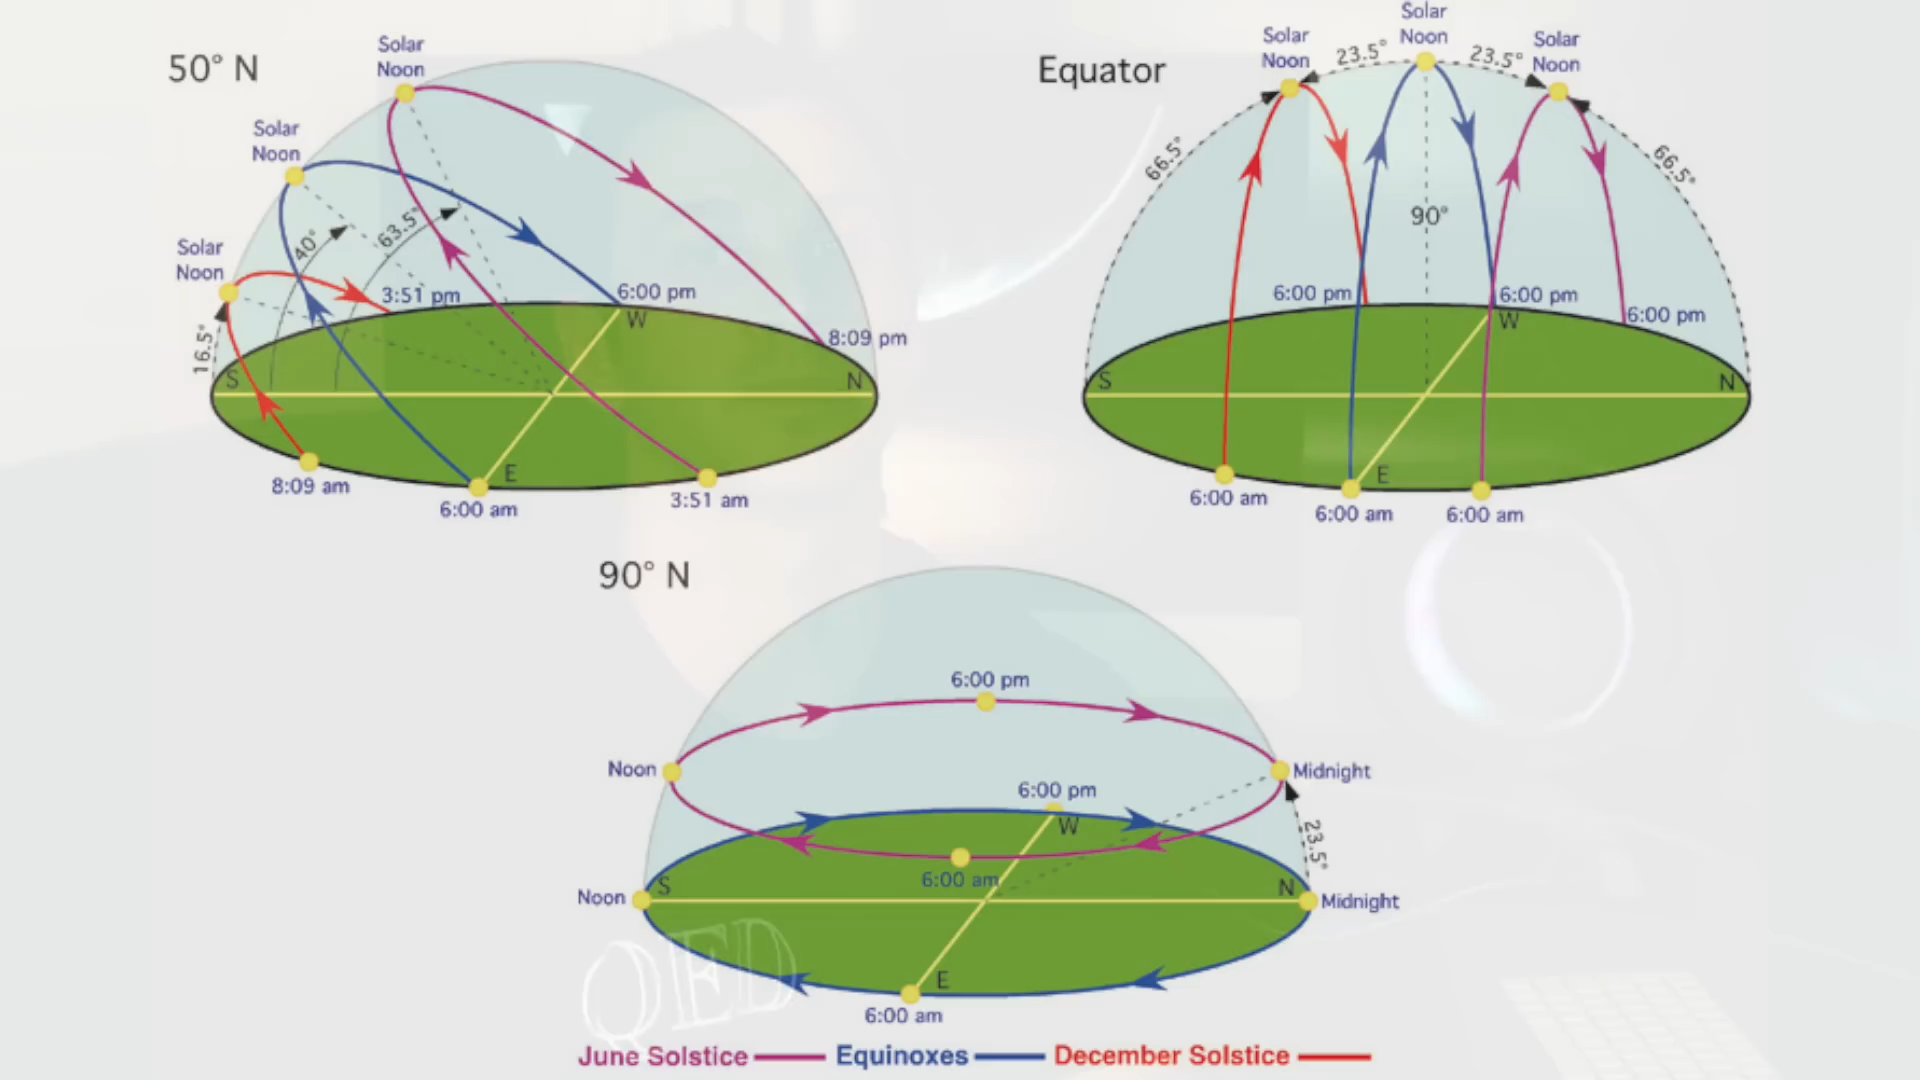 50° N
Solar
Noon
Solar
Noon
Solar
Noon
16.5°
40°
63.5°
3:51 pm
6:00 pm
8:09 pm
S
W
N
E
8:09 am
6:00 am
3:51 am
Equator
Solar
Noon
Solar
Noon
Solar
Noon
23.5°
23.5°
66.5°
66.5°
90°
6:00 pm
6:00 pm
6:00 pm
S
W
N
E
6:00 am
6:00 am
6:00 am
90° N
6:00 pm
Noon
Midnight
6:00 pm
W
23.5°
6:00 am
Noon
S
N
Midnight
E
6:00 am
QED
June Solstice
Equinoxes
December Solstice